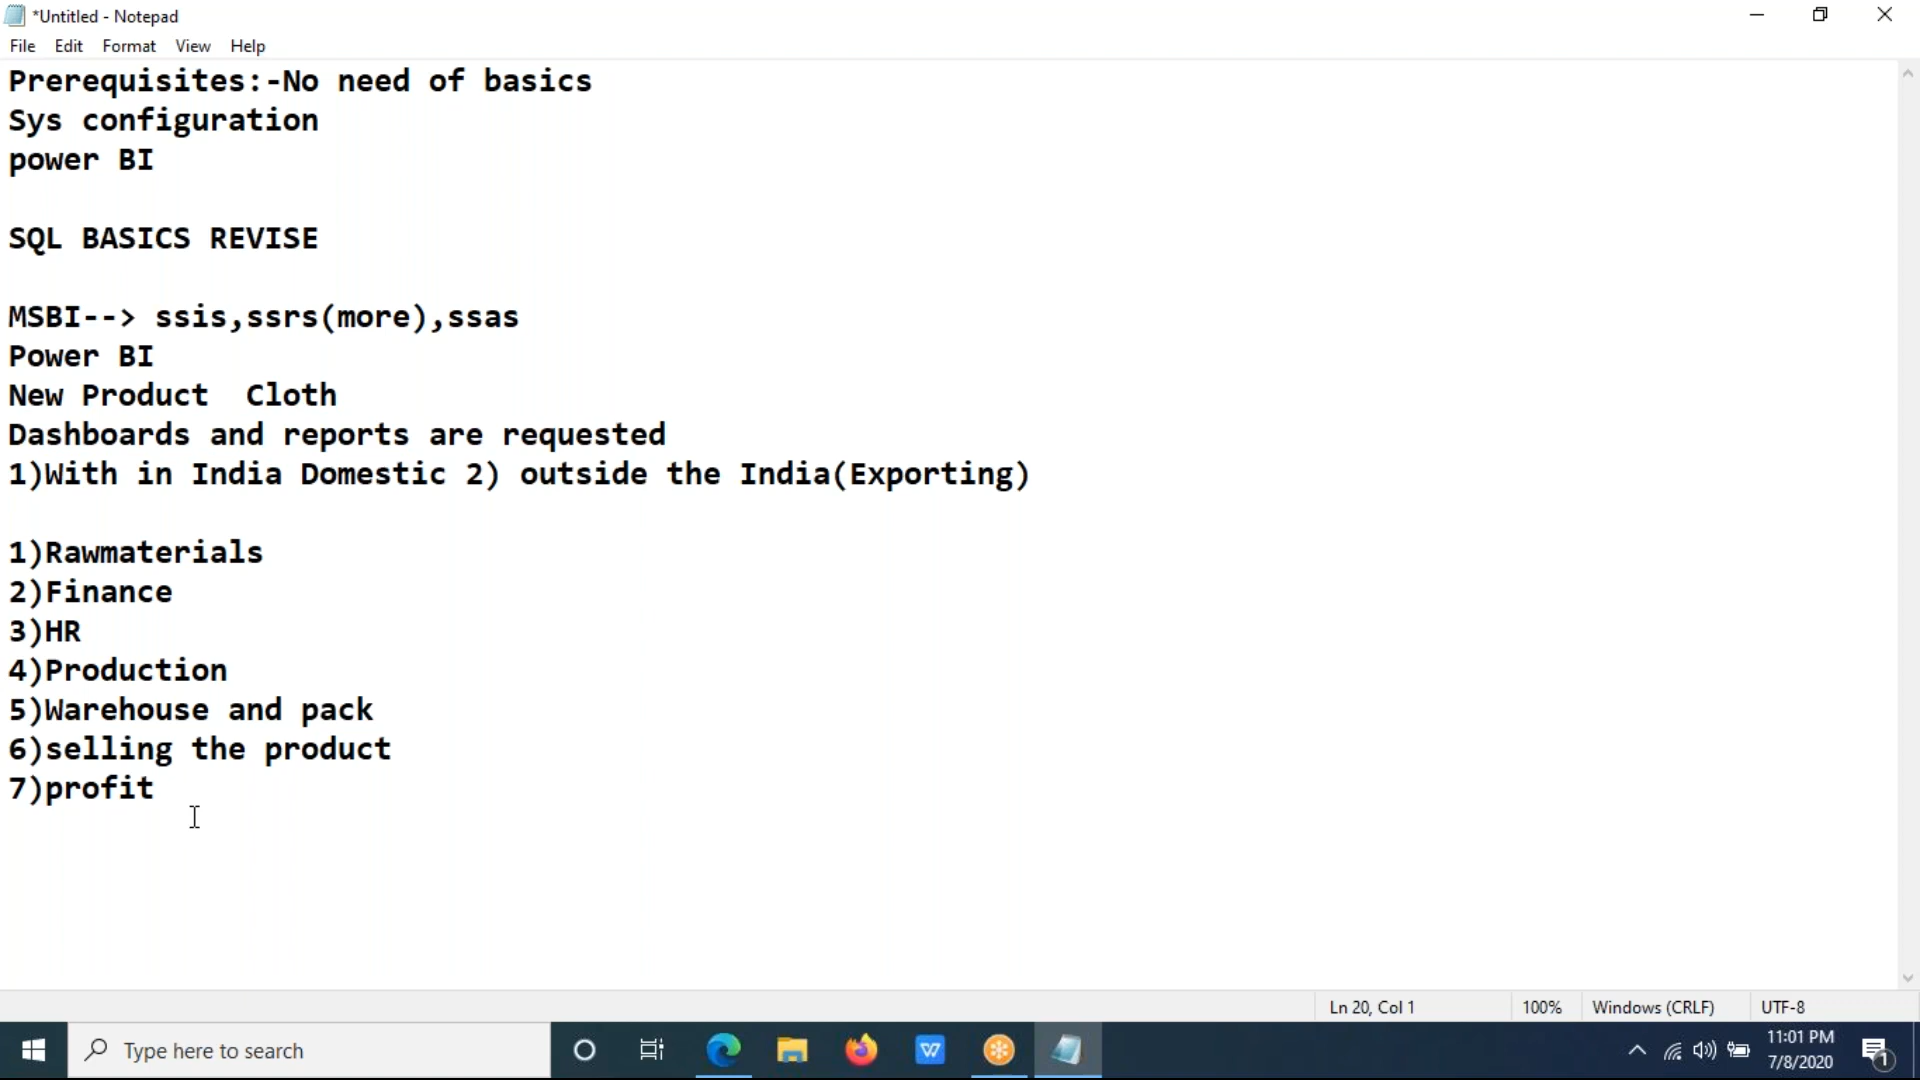 *Untitled - Notepad
File Edit Format View Help
Prerequisites:-No need of basics
Sys configuration
power BI
SQL BASICS REVISE
MSBI--> ssis,ssrs(more),ssas
Power BI
New Product  Cloth
Dashboards and reports are requested
1)With in India Domestic 2) outside the India(Exporting)
1)Rawmaterials
2)Finance
3)HR
4)Production
5)Warehouse and pack
6)selling the product
7)profit
Ln 20, Col 1 100% Windows (CRLF) UTF-8
Type here to search
W
11:01 PM
7/8/2020
1